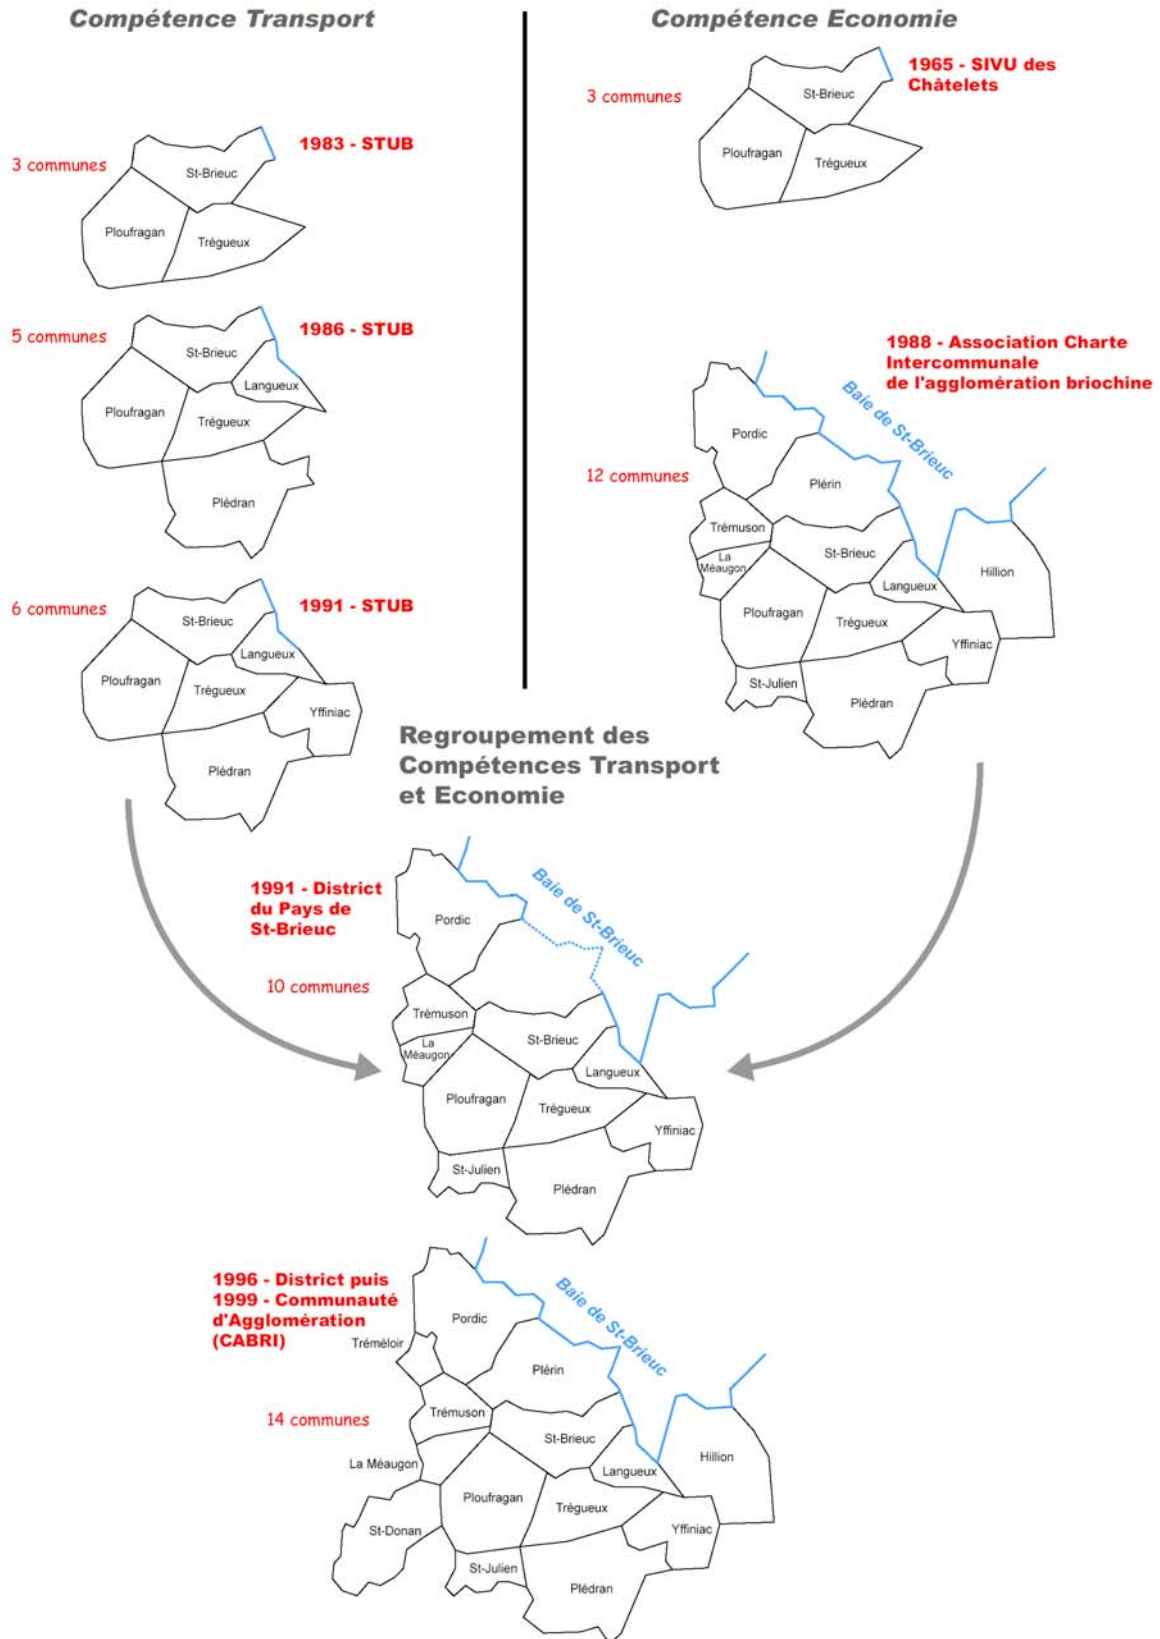 Compétence Transport
3 communes
1983 - STUB
St-Brieuc
Ploufragan
Trégueux
5 communes
1986 - STUB
St-Brieuc
Langueux
Ploufragan
Trégueux
Plédran
6 communes
1991 - STUB
St-Brieuc
Langueux
Ploufragan
Trégueux
Yffiniac
Plédran
Compétence Economie
3 communes
1965 - SIVU des
Châtelets
St-Brieuc
Ploufragan
Trégueux
1988 - Association Charte
Intercommunale
de l'agglomération briochine
12 communes
Baie de St-Brieuc
Pordic
Plérin
Trémuson
La
Méaugon
St-Brieuc
Langueux
Hillion
Ploufragan
Trégueux
Yffiniac
St-Julien
Plédran
Regroupement des
Compétences Transport
et Economie
1991 - District
du Pays de
St-Brieuc
10 communes
Baie de St-Brieuc
Pordic
Trémuson
La
Méaugon
St-Brieuc
Langueux
Ploufragan
Trégueux
Yffiniac
St-Julien
Plédran
1996 - District puis
1999 - Communauté
d'Agglomération
(CABRI)
14 communes
Baie de St-Brieuc
Pordic
Tréméloir
Plérin
Trémuson
St-Brieuc
La Méaugon
Langueux
Hillion
Ploufragan
Trégueux
St-Donan
Yffiniac
St-Julien
Plédran